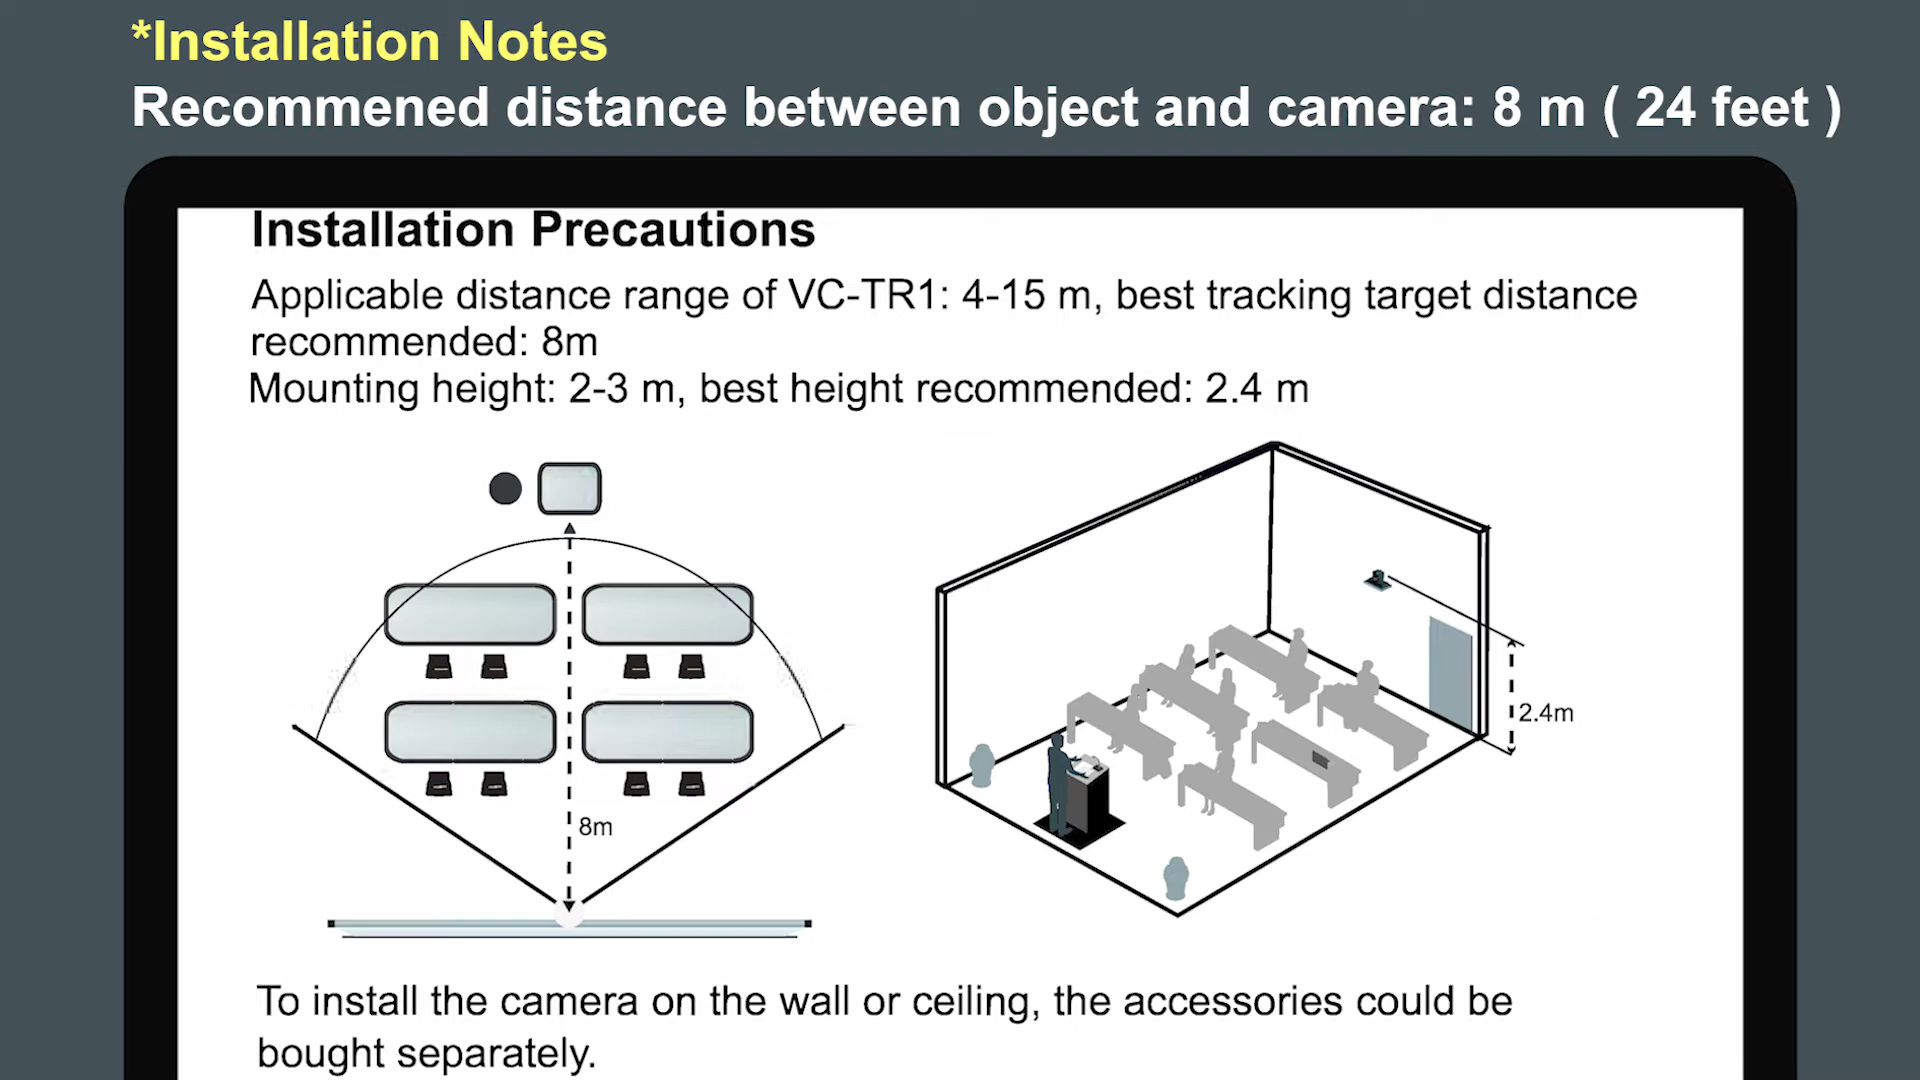 *Installation Notes
Recommened distance between object and camera: 8 m ( 24 feet )
Installation Precautions
Applicable distance range of VC-TR1: 4-15 m, best tracking target distance
recommended: 8m
Mounting height: 2-3 m, best height recommended: 2.4 m
8m
2.4m
To install the camera on the wall or ceiling, the accessories could be
bought separately.